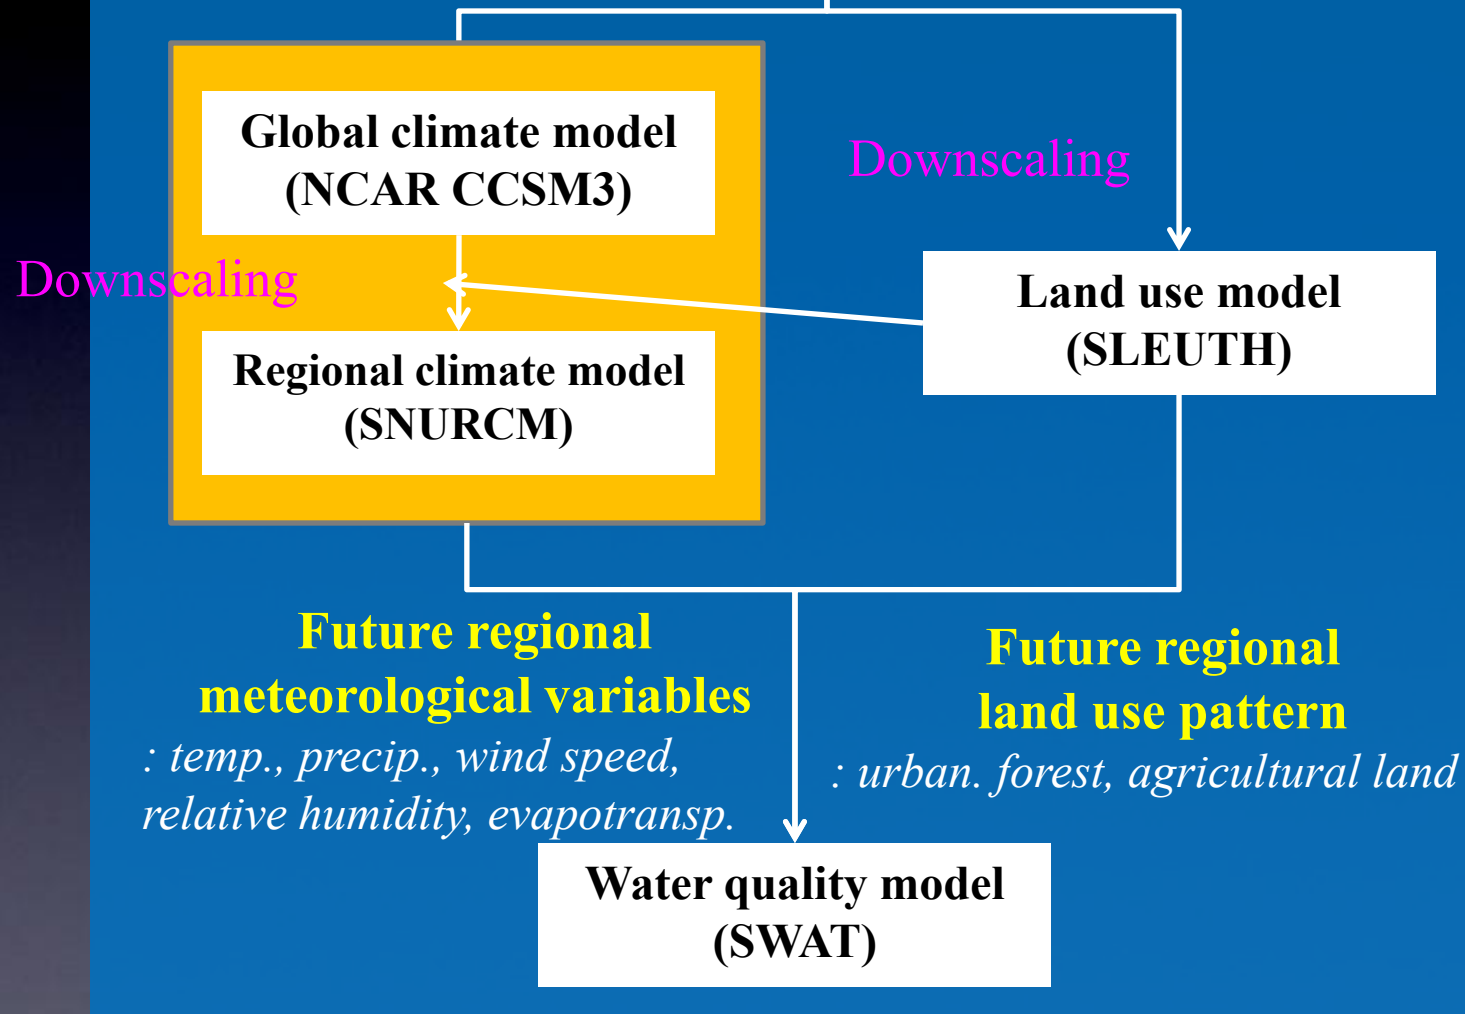 Global climate model
(NCAR CCSM3)
Downscaling
Downscaling
Land use model
(SLEUTH)
Regional climate model
(SNURCM)
Future regional
meteorological variables
: temp., precip., wind speed,
relative humidity, evapotransp.
Future regional
land use pattern
: urban. forest, agricultural land
Water quality model
(SWAT)